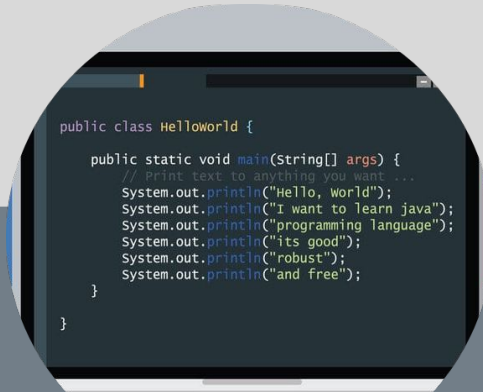 public class HelloWorld {
public static void main(String[] args) {
// Print text to anything you want ...
System.out.println("Hello, World");
System.out.println("I want to learn java");
System.out.println("programming language");
System.out.println("its good");
System.out.println("robust");
System.out.println("and free");
}
}